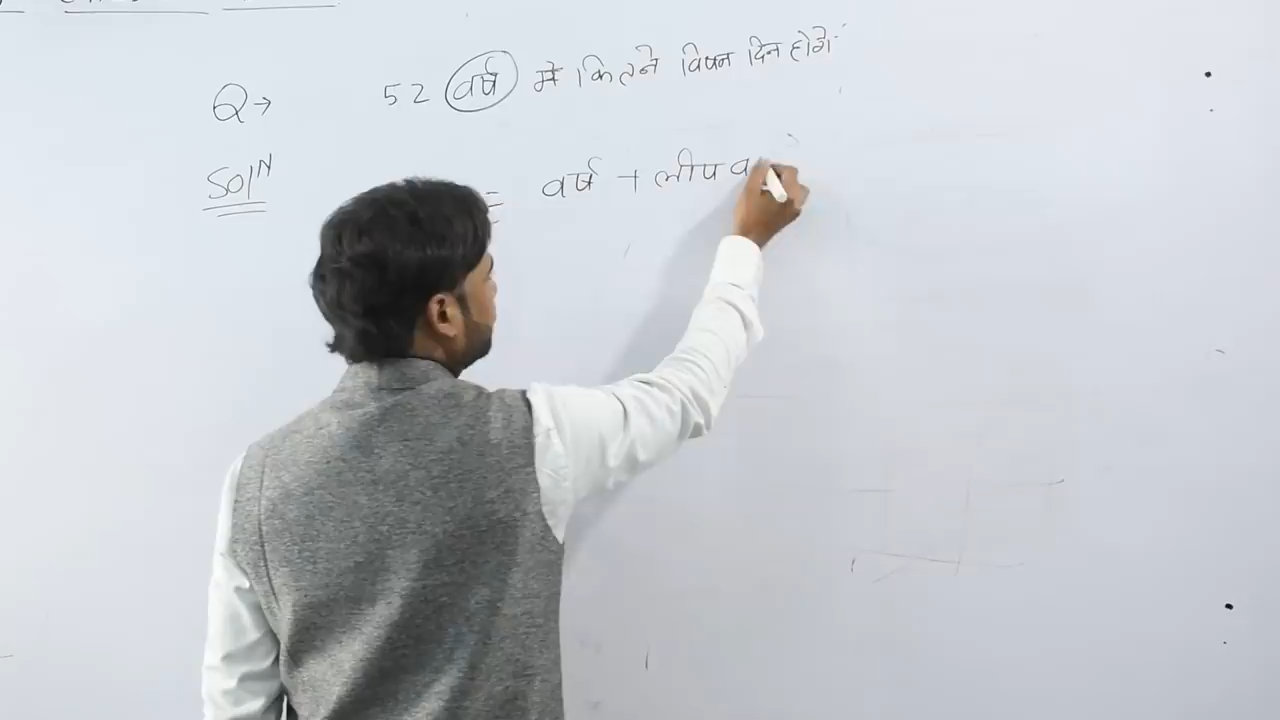 Q→ 52 वर्ष में कितने विषम दिन होंगे
Solⁿ = वर्ष + लीप व